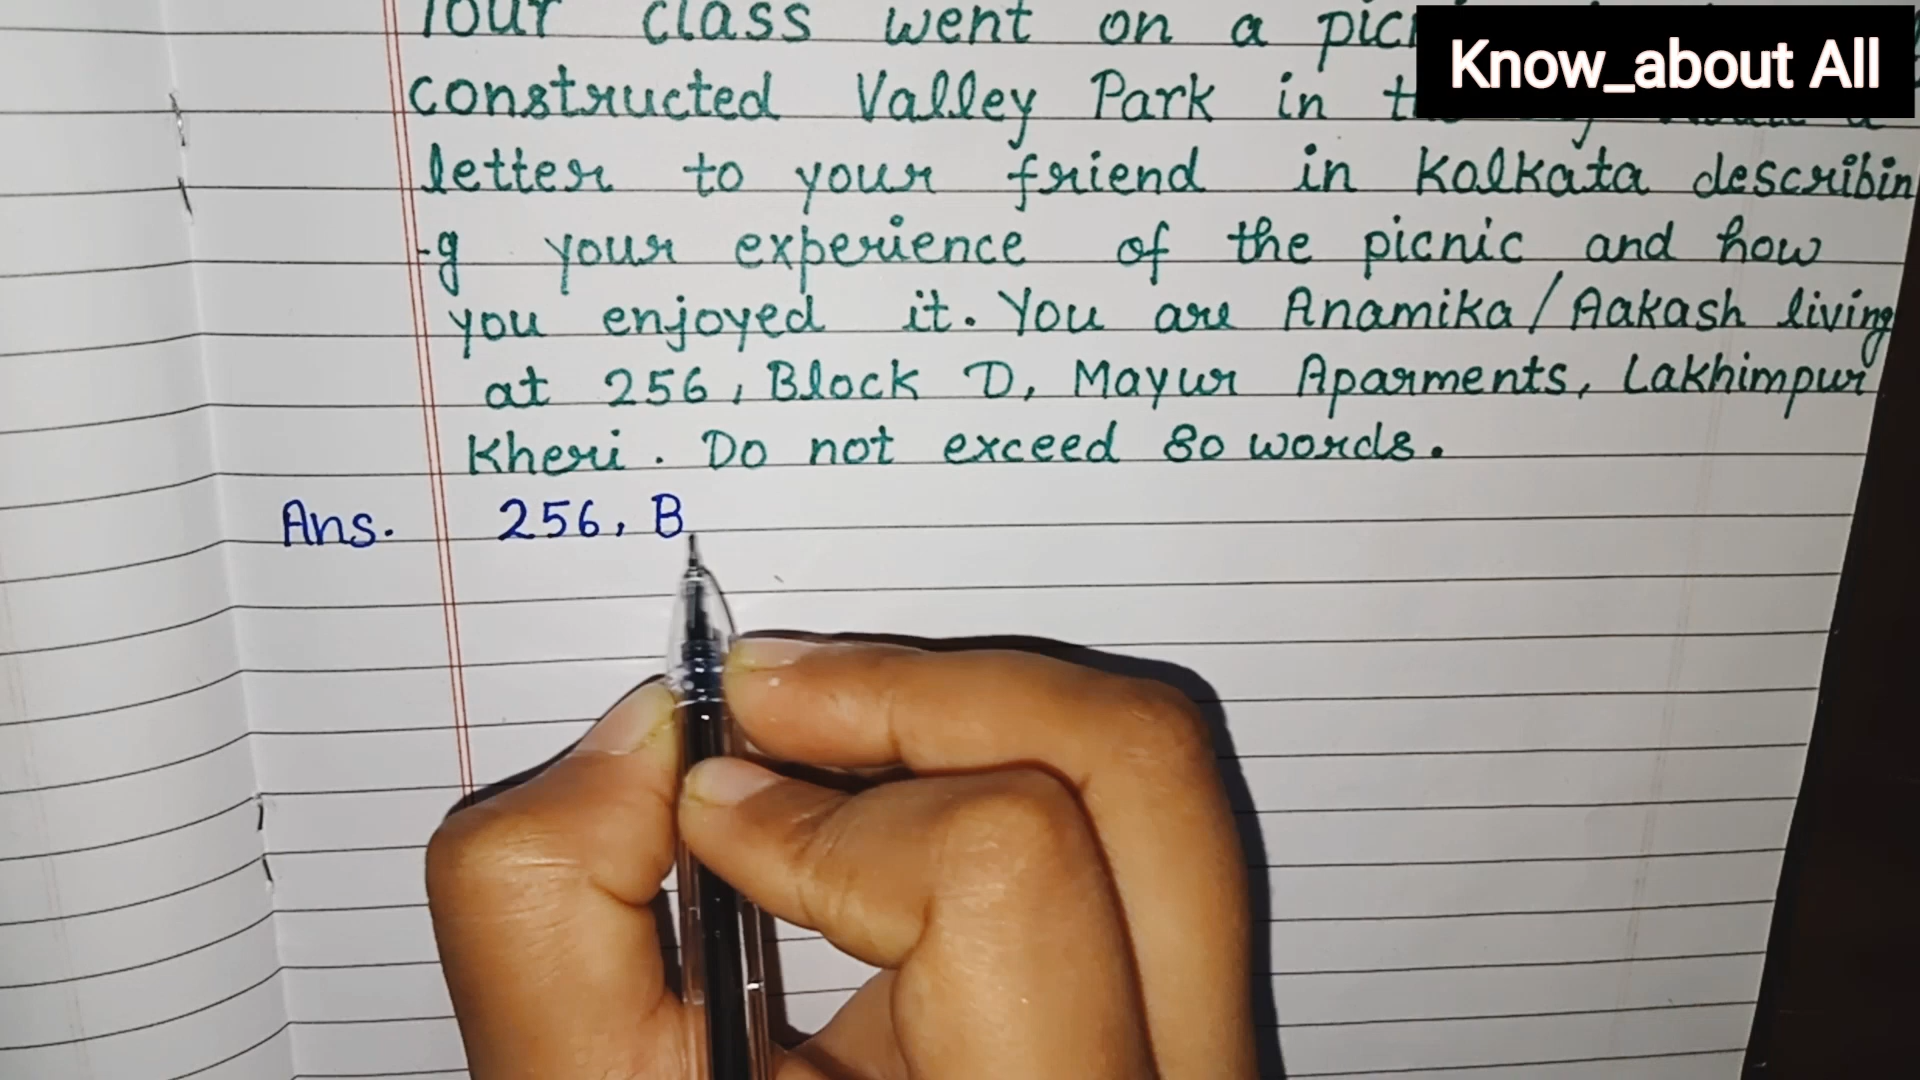 Your class went on a
Know_about All
constructed Valley Park in
letter to your friend in Kolkata describin
-g your experience of the picnic and how
you enjoyed it. You are Anamika/Aakash living
at 256, Block D, Mayur Aparments, Lakhimpur
Kheri. Do not exceed 80 words.
Ans. 256, B